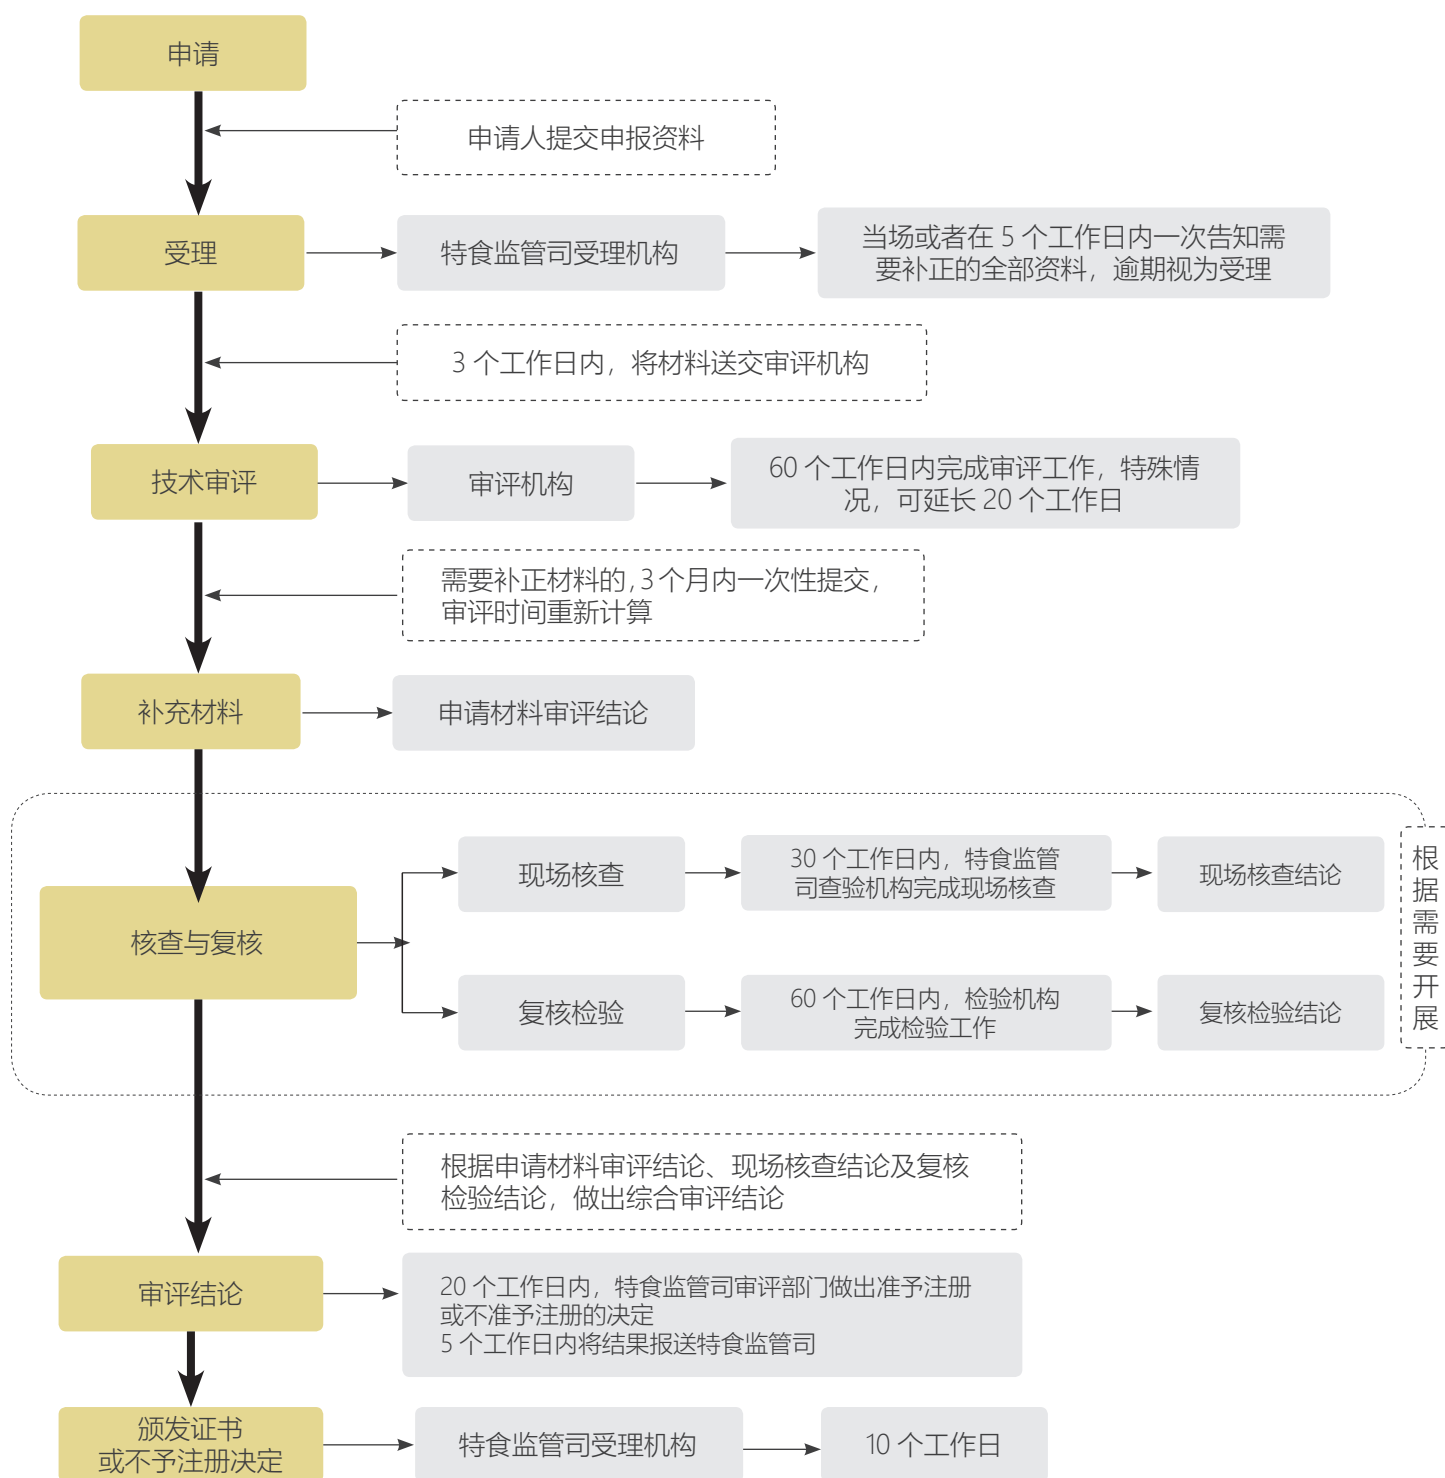 申请
申请人提交申报资料
受理
特食监管司受理机构
当场或者在 5 个工作日内一次告知需
要补正的全部资料，逾期视为受理
3 个工作日内，将材料送交审评机构
技术审评
审评机构
60 个工作日内完成审评工作，特殊情
况，可延长 20 个工作日
需要补正材料的，3 个月内一次性提交，
审评时间重新计算
补充材料
申请材料审评结论
核查与复核
现场核查
30 个工作日内，特食监管
司查验机构完成现场核查
现场核查结论
复核检验
60 个工作日内，检验机构
完成检验工作
复核检验结论
根据需要开展
根据申请材料审评结论、现场核查结论及复核
检验结论，做出综合审评结论
审评结论
20 个工作日内，特食监管司审评部门做出准予注册
或不准予注册的决定
5 个工作日内将结果报送特食监管司
颁发证书
或不予注册决定
特食监管司受理机构
10 个工作日